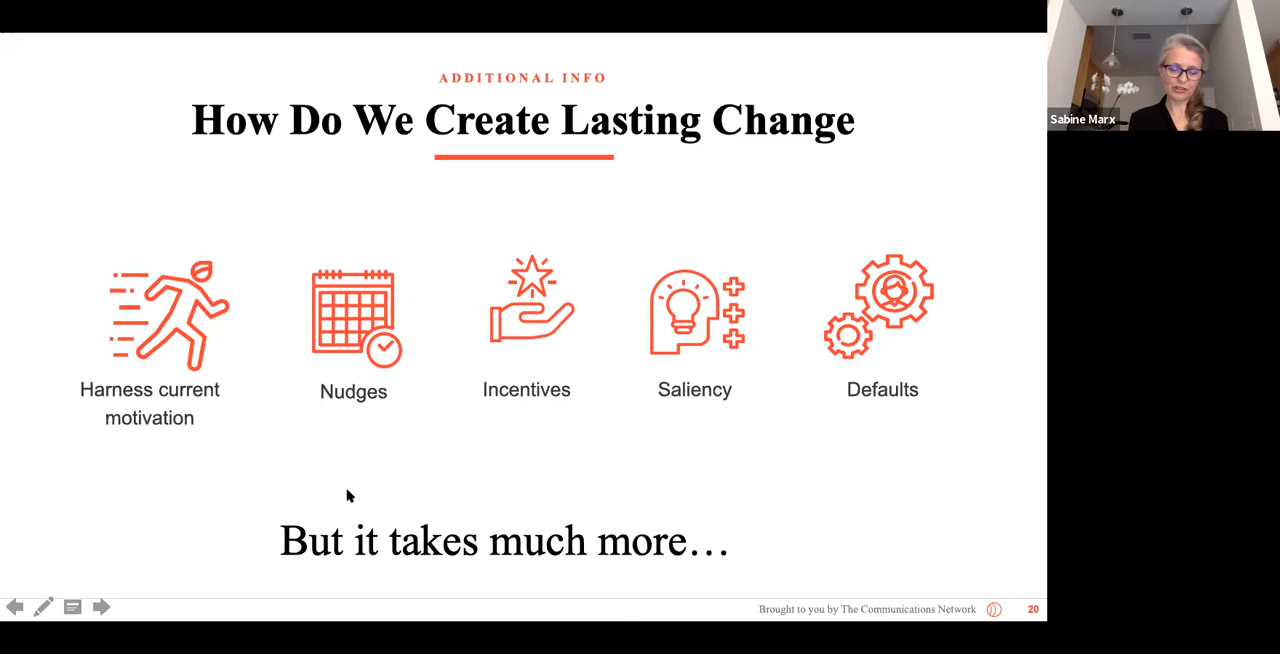 ADDITIONAL INFO
How Do We Create Lasting Change
Harness current
motivation
Nudges
Incentives
Saliency
Defaults
But it takes much more…
Brought to you by The Communications Network
20
Sabine Marx